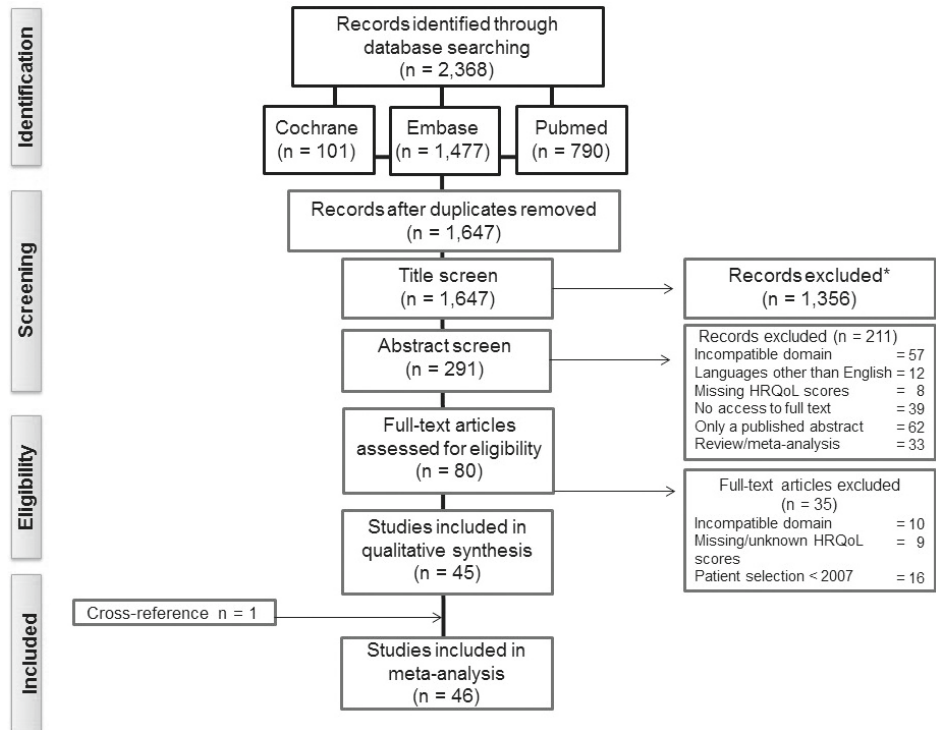 Identification
Records identified through
database searching
(n = 2,368)
Cochrane
(n = 101)
Embase
(n = 1,477)
Pubmed
(n = 790)
Screening
Records after duplicates removed
(n = 1,647)
Title screen
(n = 1,647)
Records excluded*
(n = 1,356)
Abstract screen
(n = 291)
Records excluded (n = 211)
Incompatible domain = 57
Languages other than English = 12
Missing HRQoL scores = 8
No access to full text = 39
Only a published abstract = 62
Review/meta-analysis = 33
Eligibility
Full-text articles
assessed for eligibility
(n = 80)
Full-text articles excluded
(n = 35)
Incompatible domain = 10
Missing/unknown HRQoL = 9
scores
Patient selection < 2007 = 16
Studies included in
qualitative synthesis
(n = 45)
Included
Cross-reference n = 1
Studies included in
meta-analysis
(n = 46)